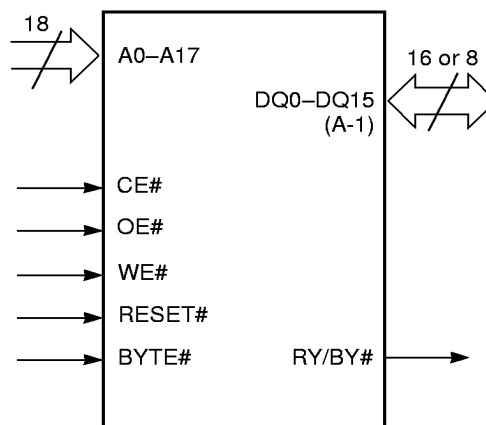 18
A0–A17
16 or 8
DQ0–DQ15
(A-1)
CE#
OE#
WE#
RESET#
BYTE#
RY/BY#